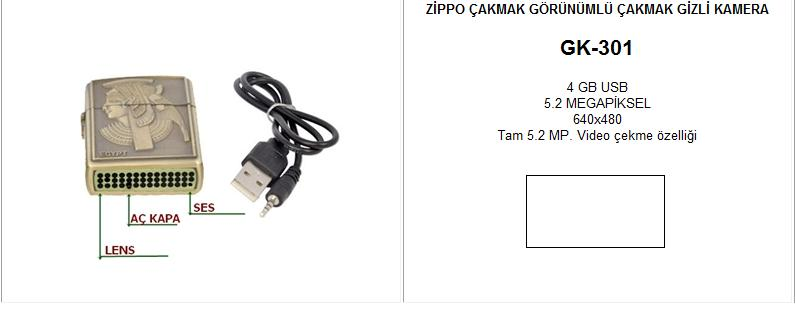 ZİPPO ÇAKMAK GÖRÜNÜMLÜ ÇAKMAK GİZLİ KAMERA
GK-301
4 GB USB
5.2 MEGAPİKSEL
640x480
Tam 5.2 MP. Video çekme özelliği
EGYPT
SES
AÇ KAPA
LENS